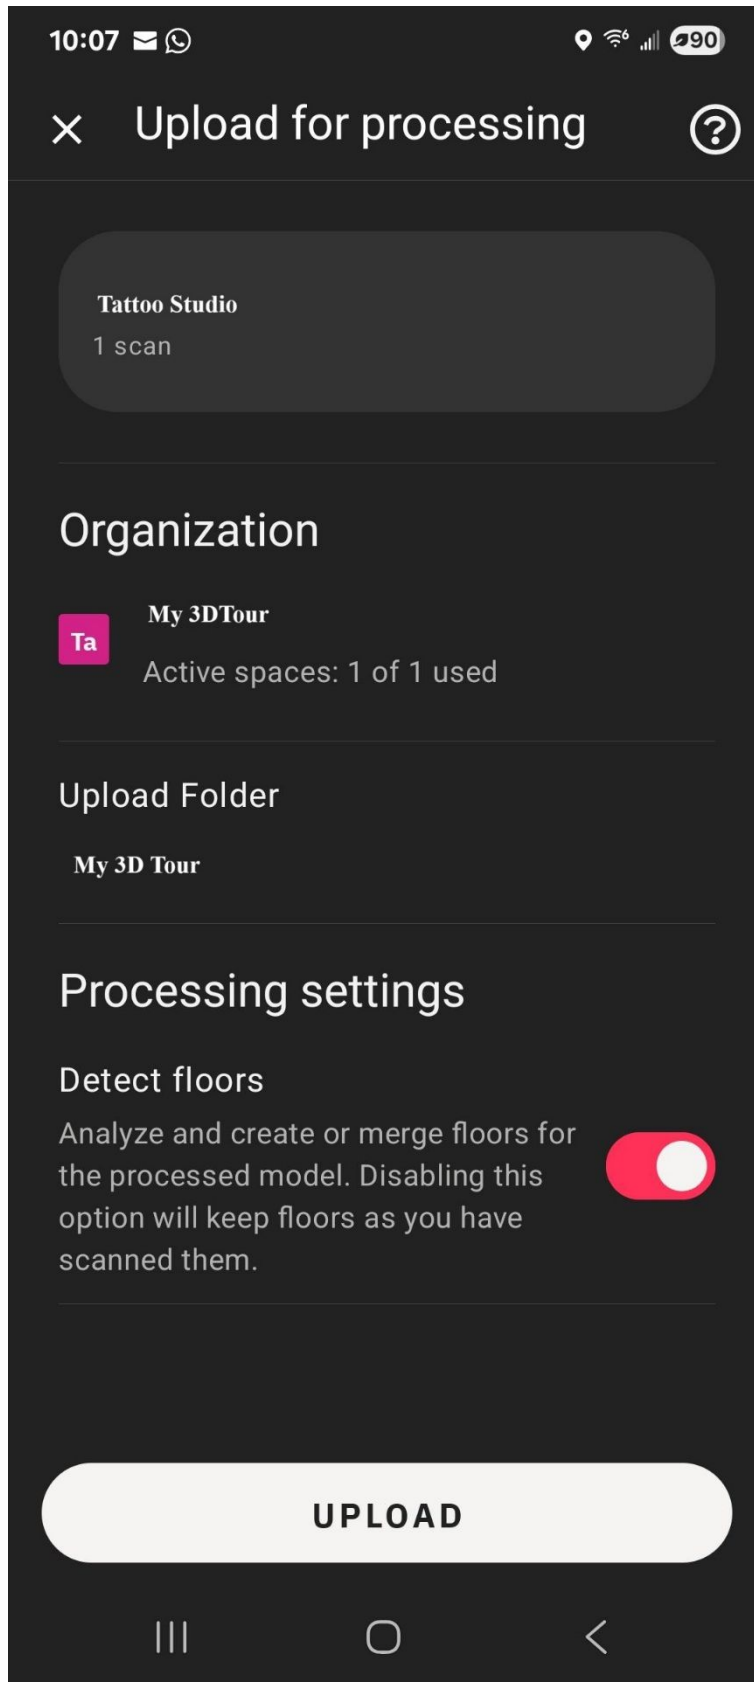 10:07
6
90
Upload for processing
?
Tattoo Studio
1 scan
Organization
Ta
My 3DTour
Active spaces: 1 of 1 used
Upload Folder
My 3D Tour
Processing settings
Detect floors
Analyze and create or merge floors for
the processed model. Disabling this
option will keep floors as you have
scanned them.
UPLOAD